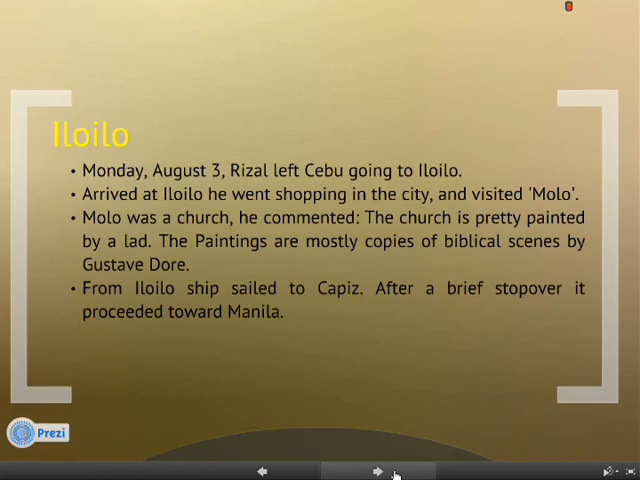 Iloilo
• Monday, August 3, Rizal left Cebu going to Iloilo.
• Arrived at Iloilo he went shopping in the city, and visited 'Molo'.
• Molo was a church, he commented: The church is pretty painted
by a lad. The Paintings are mostly copies of biblical scenes by
Gustave Dore.
• From Iloilo ship sailed to Capiz. After a brief stopover it
proceeded toward Manila.
Prezi